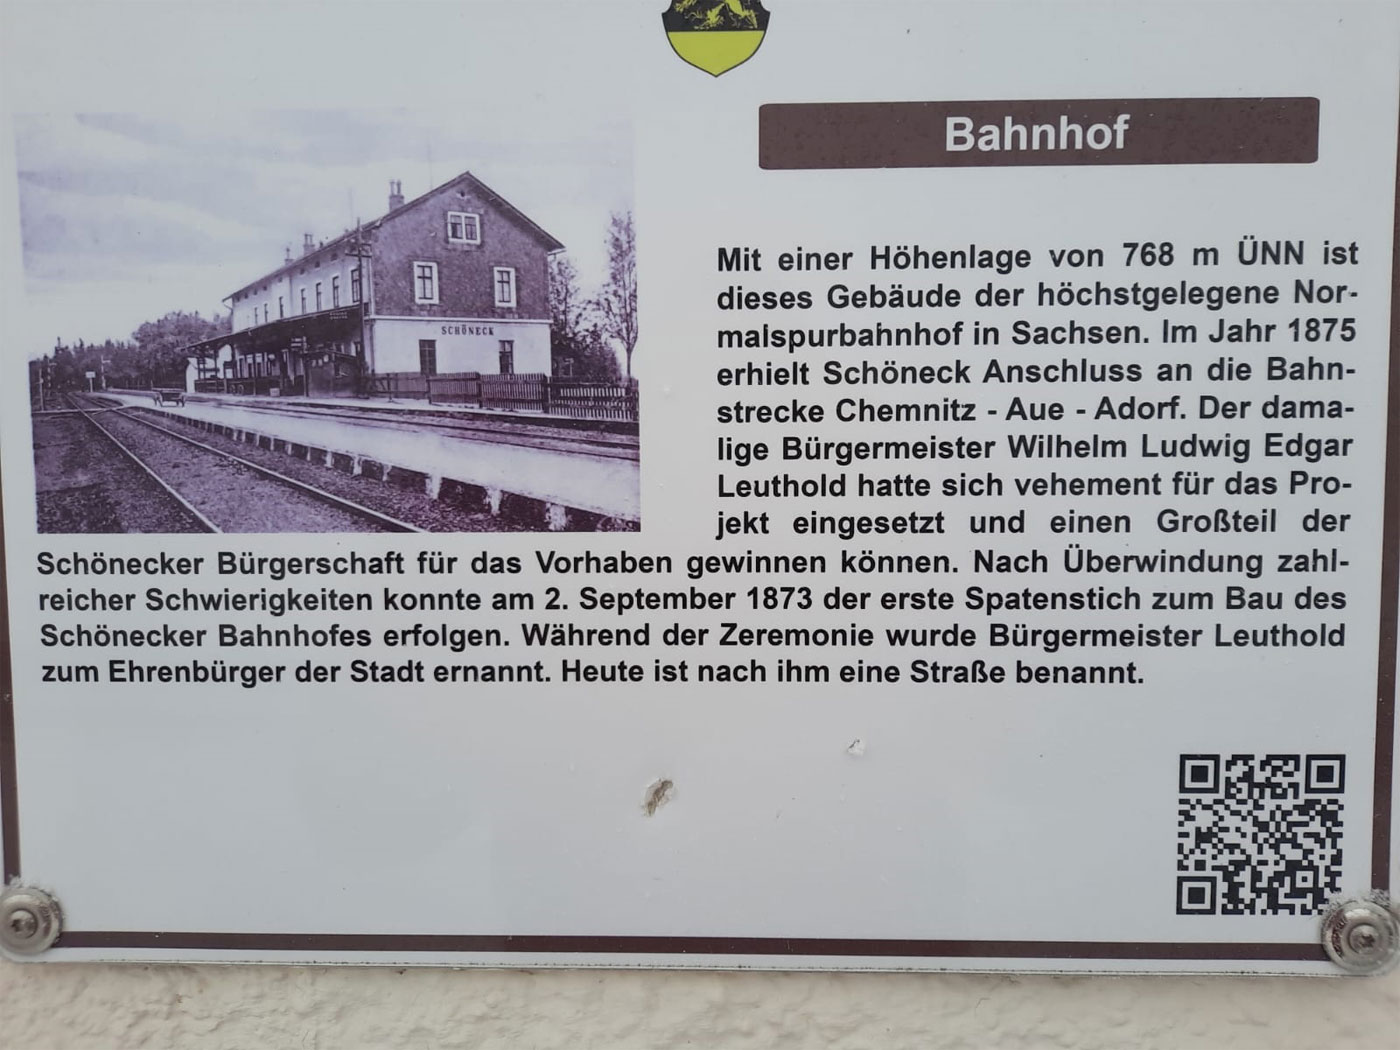 Bahnhof
SCHÖNECK
Mit einer Höhenlage von 768 m ÜNN ist
dieses Gebäude der höchstgelegene Nor-
malspurbahnhof in Sachsen. Im Jahr 1875
erhielt Schöneck Anschluss an die Bahn-
strecke Chemnitz - Aue - Adorf. Der dama-
lige Bürgermeister Wilhelm Ludwig Edgar
Leuthold hatte sich vehement für das Pro-
jekt eingesetzt und einen Großteil der
Schönecker Bürgerschaft für das Vorhaben gewinnen können. Nach Überwindung zahl-
reicher Schwierigkeiten konnte am 2. September 1873 der erste Spatenstich zum Bau des
Schönecker Bahnhofes erfolgen. Während der Zeremonie wurde Bürgermeister Leuthold
zum Ehrenbürger der Stadt ernannt. Heute ist nach ihm eine Straße benannt.